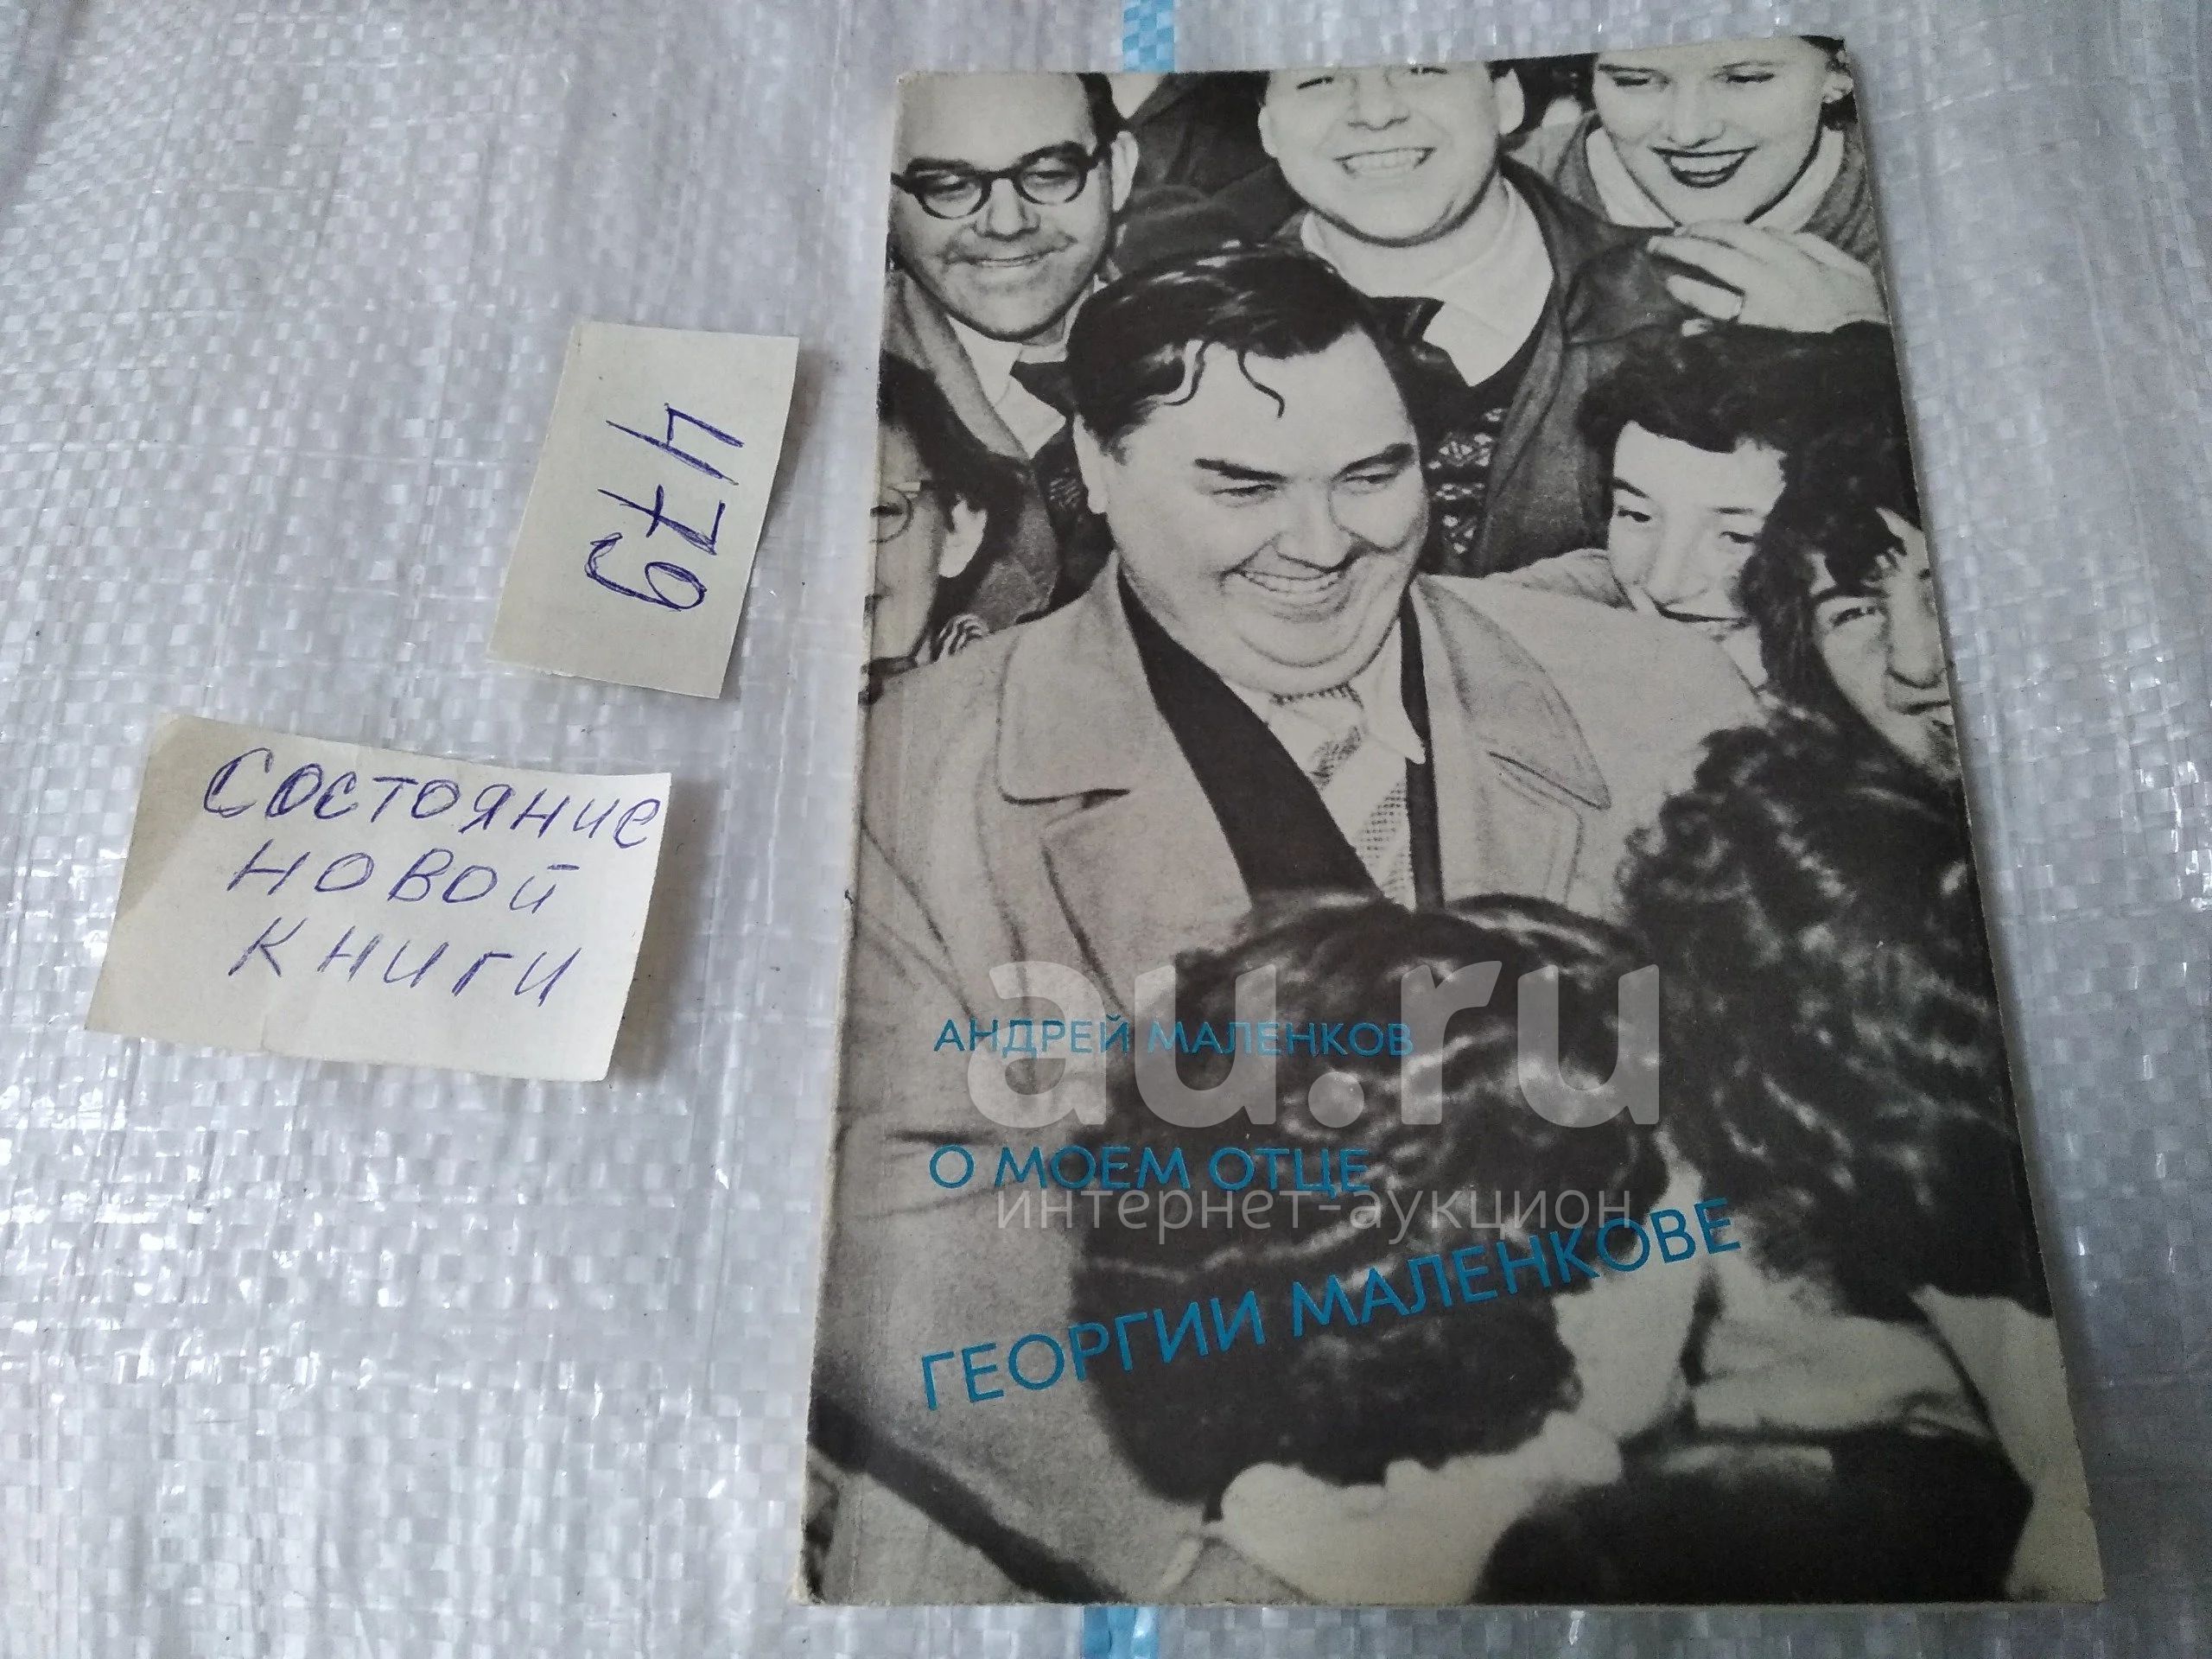 479
Состояние
новой
книги
АНДРЕЙ МАЛЕНКОВ
О МОЕМ ОТЦЕ
ГЕОРГИИ МАЛЕНКОВЕ
au.ru
интернет-аукцион